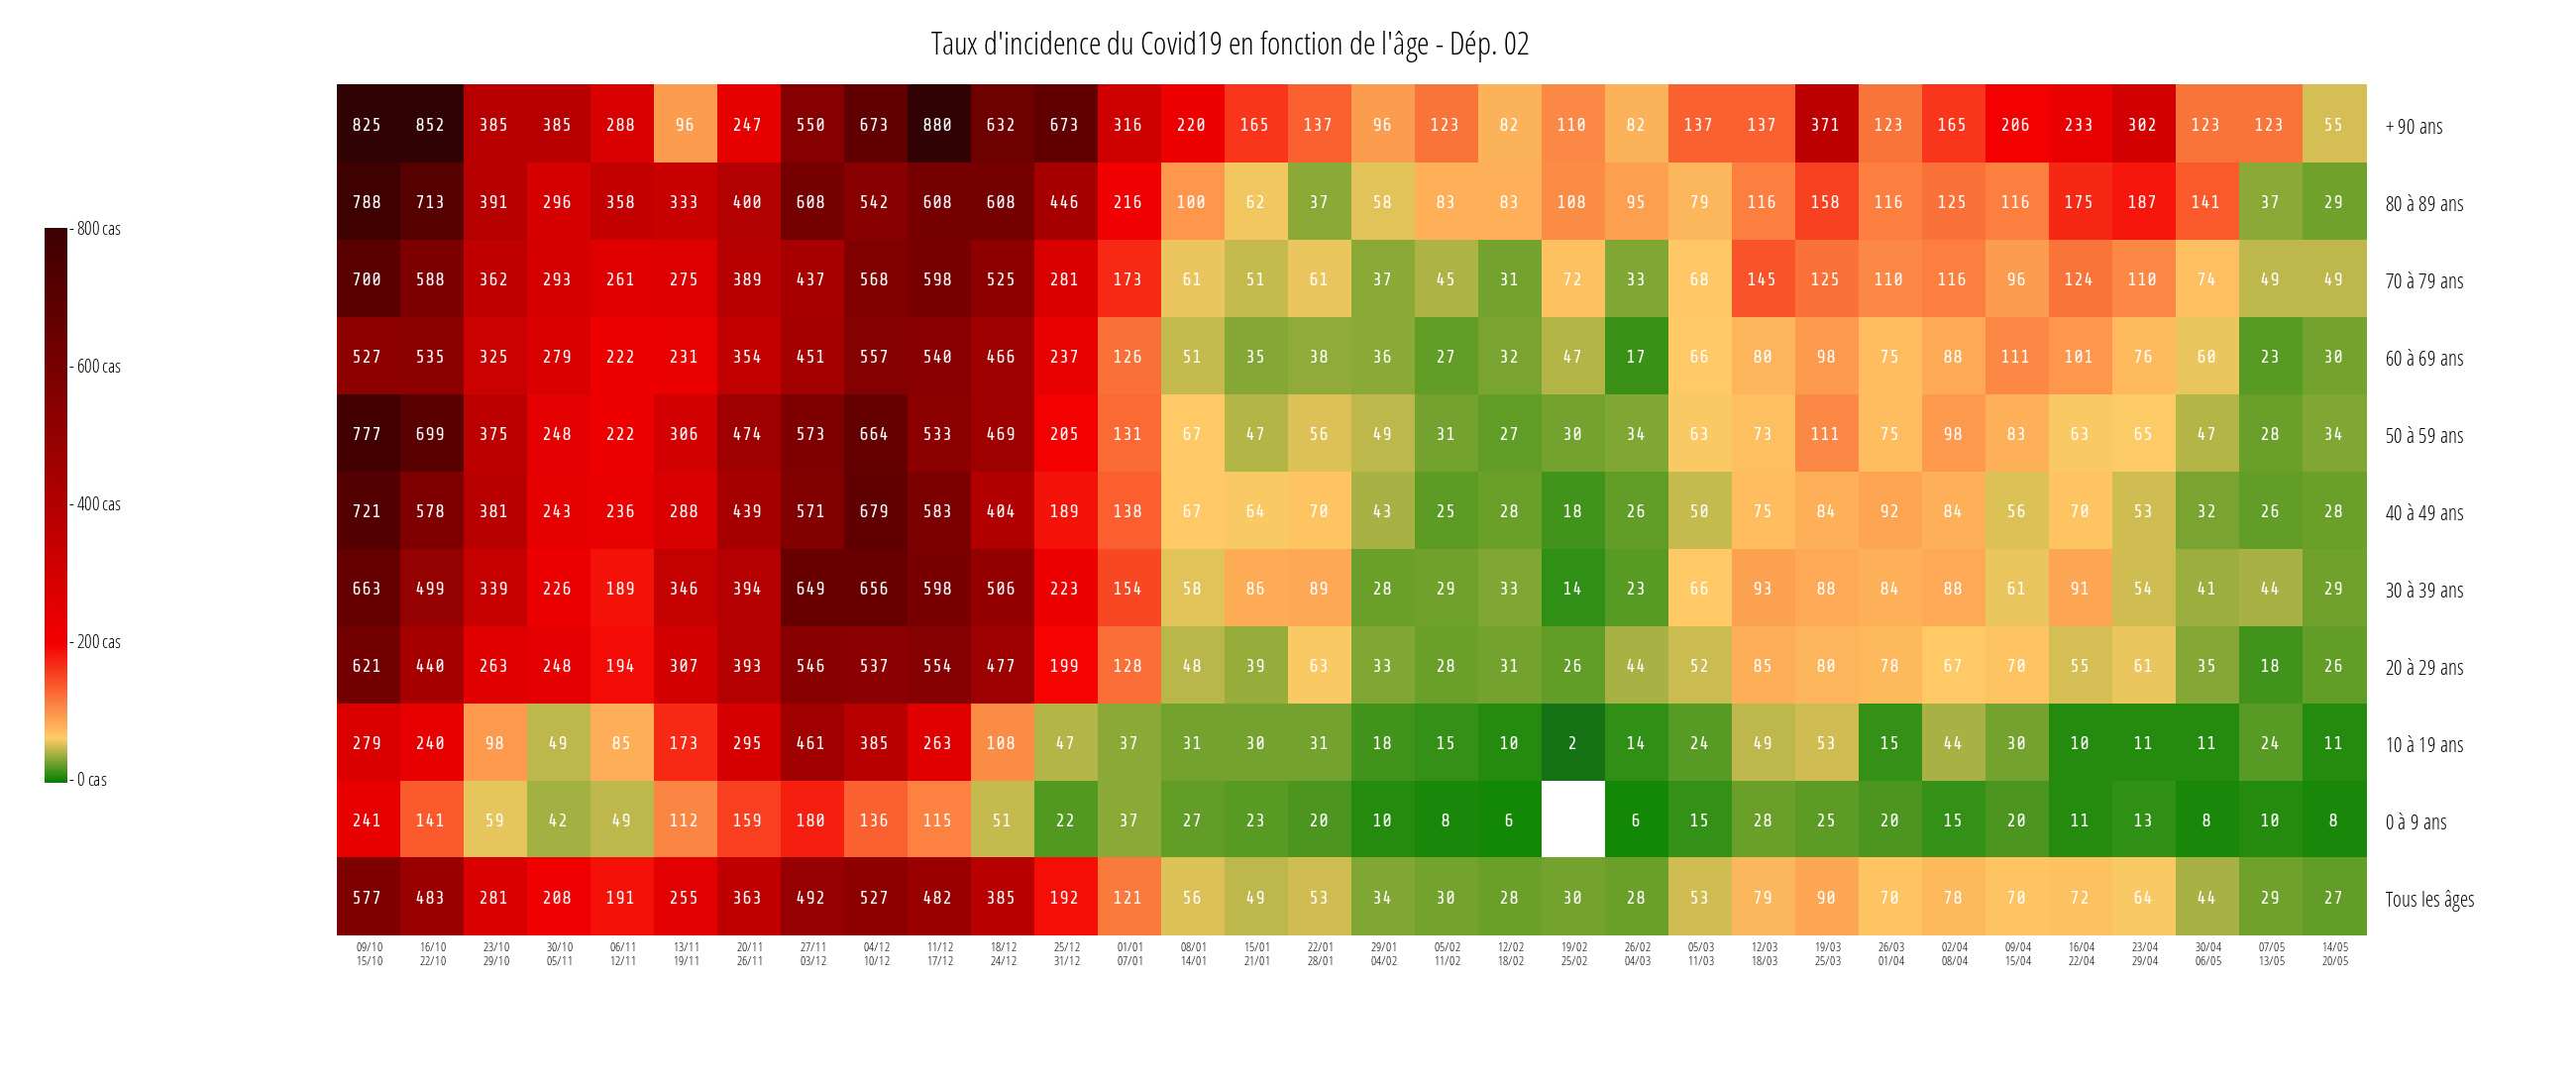 Taux d'incidence du Covid19 en fonction de l'âge - Dép. 02
- 800 cas
- 600 cas
- 400 cas
- 200 cas
- 0 cas
825 852 385 385 288 96 247 550 673 880 632 673 316 220 165 137 96 123 82 110 82 137 137 371 123 165 206 233 302 123 123 55 + 90 ans
788 713 391 296 358 333 400 608 542 608 608 446 216 100 62 37 58 83 83 108 95 79 116 158 116 125 116 175 187 141 37 29 80 à 89 ans
700 588 362 293 261 275 389 437 568 598 525 281 173 61 51 61 37 45 31 72 33 68 145 125 110 116 96 124 110 74 49 49 70 à 79 ans
527 535 325 279 222 231 354 451 557 540 466 237 126 51 35 38 36 27 32 47 17 66 80 98 75 88 111 101 76 60 23 30 60 à 69 ans
777 699 375 248 222 306 474 573 664 533 469 205 131 67 47 56 49 31 27 30 34 63 73 111 75 98 83 63 65 47 28 34 50 à 59 ans
721 578 381 243 236 288 439 571 679 583 404 189 138 67 64 70 43 25 28 18 26 50 75 84 92 84 56 70 53 32 26 28 40 à 49 ans
663 499 339 226 189 346 394 649 656 598 506 223 154 58 86 89 28 29 33 14 23 66 93 88 84 88 61 91 54 41 44 29 30 à 39 ans
621 440 263 248 194 307 393 546 537 554 477 199 128 48 39 63 33 28 31 26 44 52 85 80 78 67 70 55 61 35 18 26 20 à 29 ans
279 240 98 49 85 173 295 461 385 263 108 47 37 31 30 31 18 15 10 2 14 24 49 53 15 44 30 10 11 11 24 11 10 à 19 ans
241 141 59 42 49 112 159 180 136 115 51 22 37 27 23 20 10 8 6 6 15 28 25 20 15 20 11 13 8 10 8 0 à 9 ans
577 483 281 208 191 255 363 492 527 482 385 192 121 56 49 53 34 30 28 30 28 53 79 90 70 78 70 72 64 44 29 27 Tous les âges
09/10 16/10 23/10 30/10 06/11 13/11 20/11 27/11 04/12 11/12 18/12 25/12 01/01 08/01 15/01 22/01 29/01 05/02 12/02 19/02 26/02 05/03 12/03 19/03 26/03 02/04 09/04 16/04 23/04 30/04 07/05 14/05
15/10 22/10 29/10 05/11 12/11 19/11 26/11 03/12 10/12 17/12 24/12 31/12 07/01 14/01 21/01 28/01 04/02 11/02 18/02 25/02 04/03 11/03 18/03 25/03 01/04 08/04 15/04 22/04 29/04 06/05 13/05 20/05